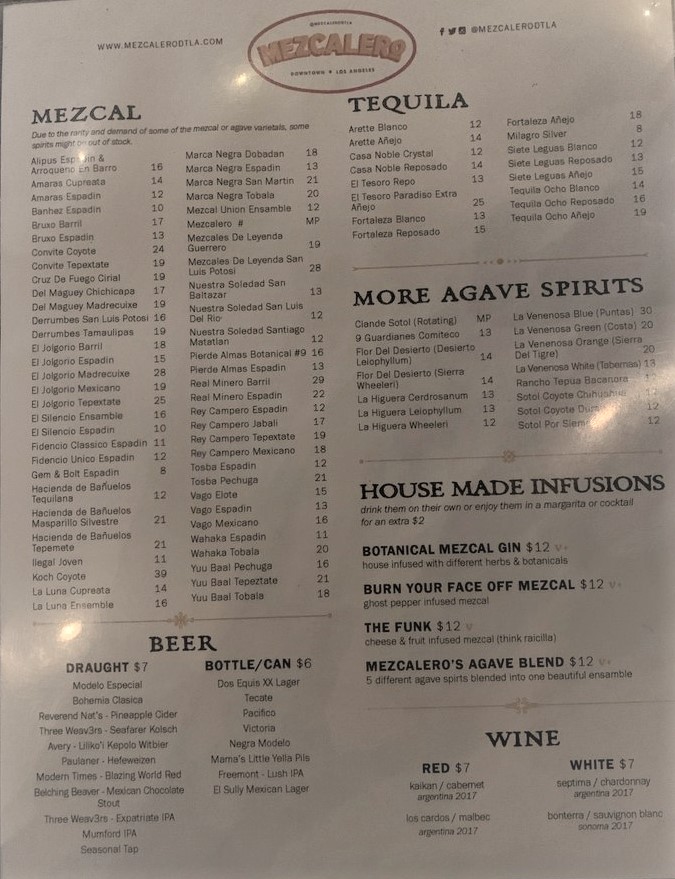 WWW.MEZCALERODTLA.COM
@MEZCALERODTLA
MEZCALERO
DOWNTOWN LOS ANGELES
@MEZCALERODTLA
MEZCAL
Due to the rarity and demand of some of the mezcal or agave varietals, some
spirits might be out of stock.
Alipus Espadin &
Arroqueno En Barro 16
Amaras Cupreata 14
Amaras Espadin 12
Banhez Espadin 10
Bruxo Barril 17
Bruxo Espadin 13
Convite Coyote 24
Convite Tepextate 19
Cruz De Fuego Cirial 19
Del Maguey Chichicapa 17
Del Maguey Madrecuixe 19
Derrumbes San Luis Potosi 16
Derrumbes Tamaulipas 19
El Jolgorio Barril 18
El Jolgorio Espadin 15
El Jolgorio Madrecuixe 28
El Jolgorio Mexicano 19
El Jolgorio Tepextate 25
El Silencio Ensamble 16
El Silencio Espadin 10
Fidencio Classico Espadin 11
Fidencio Unico Espadin 12
Gem & Bolt Espadin 8
Hacienda de Bañuelos
Tequilana 12
Hacienda de Bañuelos
Masparillo Silvestre 21
Hacienda de Bañuelos
Tepemete 21
Ilegal Joven 11
Koch Coyote 39
La Luna Cupreata 14
La Luna Ensemble 16
Marca Negra Dobadan 18
Marca Negra Espadin 13
Marca Negra San Martin 21
Marca Negra Tobala 20
Mezcal Union Ensamble 12
Mezcalero # MP
Mezcales De Leyenda
Guerrero 19
Mezcales De Leyenda San
Luis Potosi 28
Nuestra Soledad San
Baltazar 13
Nuestra Soledad San Luis
Del Rio 12
Nuestra Soledad Santiago
Matatlan 12
Pierde Almas Botanical #9 16
Pierde Almas Espadin 13
Real Minero Barril 29
Real Minero Espadin 22
Rey Campero Espadin 12
Rey Campero Jabali 17
Rey Campero Tepextate 19
Rey Campero Mexicano 18
Tosba Espadin 12
Tosba Pechuga 21
Vago Elote 15
Vago Espadin 13
Vago Mexicano 16
Wahaka Espadin 11
Wahaka Tobala 20
Yuu Baal Pechuga 16
Yuu Baal Tepeztate 21
Yuu Baal Tobala 18
TEQUILA
Arette Blanco 12
Arette Añejo 14
Casa Noble Crystal 12
Casa Noble Reposado 14
El Tesoro Repo 13
El Tesoro Paradiso Extra
Añejo 25
Fortaleza Blanco 13
Fortaleza Reposado 15
Fortaleza Añejo 18
Milagro Silver 8
Siete Leguas Blanco 12
Siete Leguas Reposado 13
Siete Leguas Añejo 15
Tequila Ocho Blanco 14
Tequila Ocho Reposado 16
Tequila Ocho Añejo 19
MORE AGAVE SPIRITS
Clande Sotol (Rotating) MP
9 Guardianes Comiteco 13
Flor Del Desierto (Desierto
Leiophyllum) 14
Flor Del Desierto (Sierra
Wheeleri) 14
La Higuera Cerdrosanum 13
La Higuera Leiophyllum 13
La Higuera Wheeleri 12
La Venenosa Blue (Puntas) 30
La Venenosa Green (Costa) 20
La Venenosa Orange (Sierra
Del Tigre) 20
La Venenosa White (Tabernas) 13
Rancho Tepua Bacanora
Sotol Coyote Chihuahua
Sotol Coyote 12
Sotol Por 12
HOUSE MADE INFUSIONS
drink them on their own or enjoy them in a margarita or cocktail
for an extra $2
BOTANICAL MEZCAL GIN $12 V+
house infused with different herbs & botanicals
BURN YOUR FACE OFF MEZCAL $12 V+
ghost pepper infused mezcal
THE FUNK $12 V
cheese & fruit infused mezcal (think raicilla)
MEZCALERO'S AGAVE BLEND $12 V+
5 different agave spirts blended into one beautiful ensamble
BEER
DRAUGHT $7
Modelo Especial
Bohemia Clasica
Reverend Nat's - Pineapple Cider
Three Weav3rs - Seafarer Kolsch
Avery - Liliko'i Kepolo Witbier
Paulaner - Hefeweizen
Modern Times - Blazing World Red
Belching Beaver - Mexican Chocolate
Stout
Three Weav3rs - Expatriate IPA
Mumford IPA
Seasonal Tap
BOTTLE/CAN $6
Dos Equis XX Lager
Tecate
Pacifico
Victoria
Negra Modelo
Mama's Little Yella Pils
Freemont - Lush IPA
El Sully Mexican Lager
WINE
RED $7
kaikan / cabernet
argentina 2017
los cardos / malbec
argentina 2017
WHITE $7
septima / chardonnay
argentina 2017
bonterra / sauvignon blanc
sonoma 2017